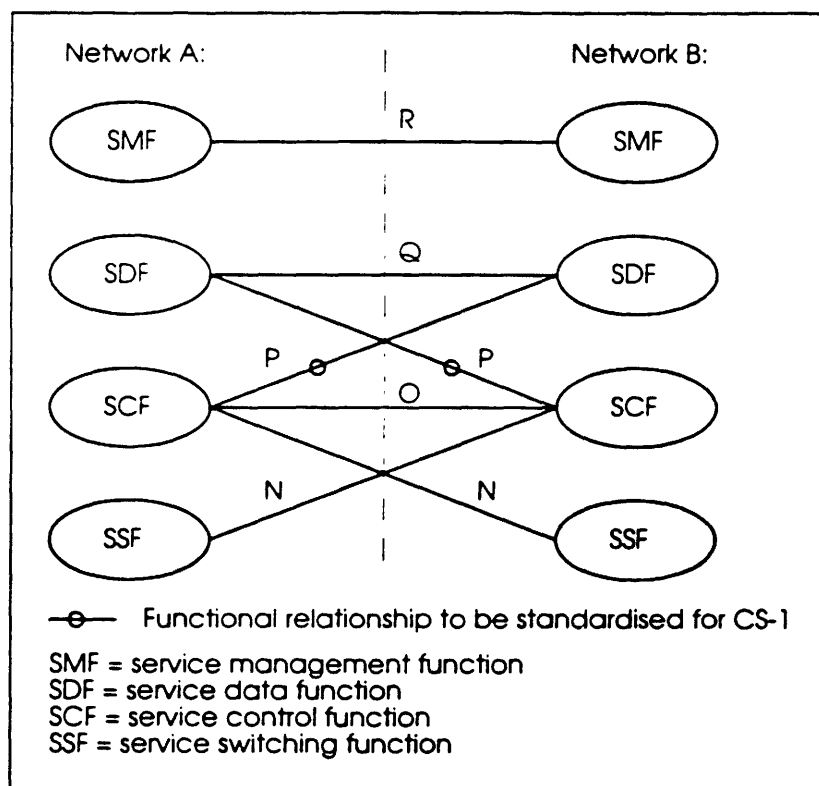 Network A: Network B:
SMF R SMF
Q
SDF SDF
P P
SCF O SCF
N N
SSF SSF
Functional relationship to be standardised for CS-1
SMF = service management function
SDF = service data function
SCF = service control function
SSF = service switching function